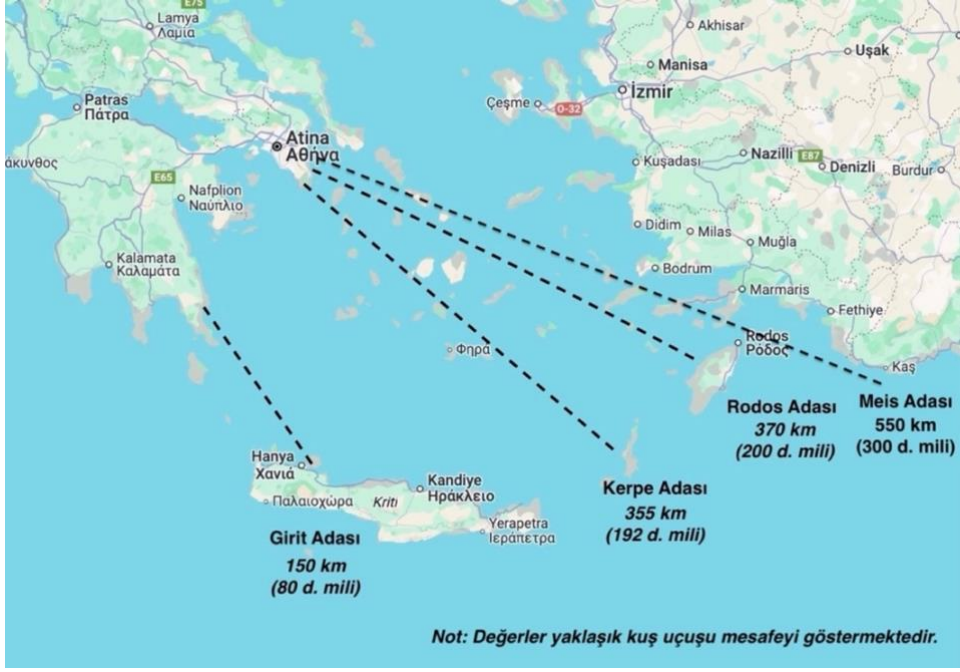 E75
Lamya
Λαμία
Akhisar
Uşak
Manisa
Patras
Πάτρα
Çeşme
O-32
İzmir
Atina
Αθήνα
άκυνθος
E65
Kuşadası
Nazilli
E87
Denizli
Burdur
Nafplion
Ναύπλιο
Didim
Milas
Muğla
Kalamata
Καλαμάτα
Bodrum
Marmaris
Fethiye
Φηρά
Rodos
Ρόδος
Kaş
Rodos Adası
370 km
(200 d. mili)
Meis Adası
550 km
(300 d. mili)
Hanya
Χανιά
Παλαιοχώρα
Kriti
Kandiye
Ηράκλειο
Yerapetra
Ιεράπετρα
Kerpe Adası
355 km
(192 d. mili)
Girit Adası
150 km
(80 d. mili)
Not: Değerler yaklaşık kuş uçuşu mesafeyi göstermektedir.